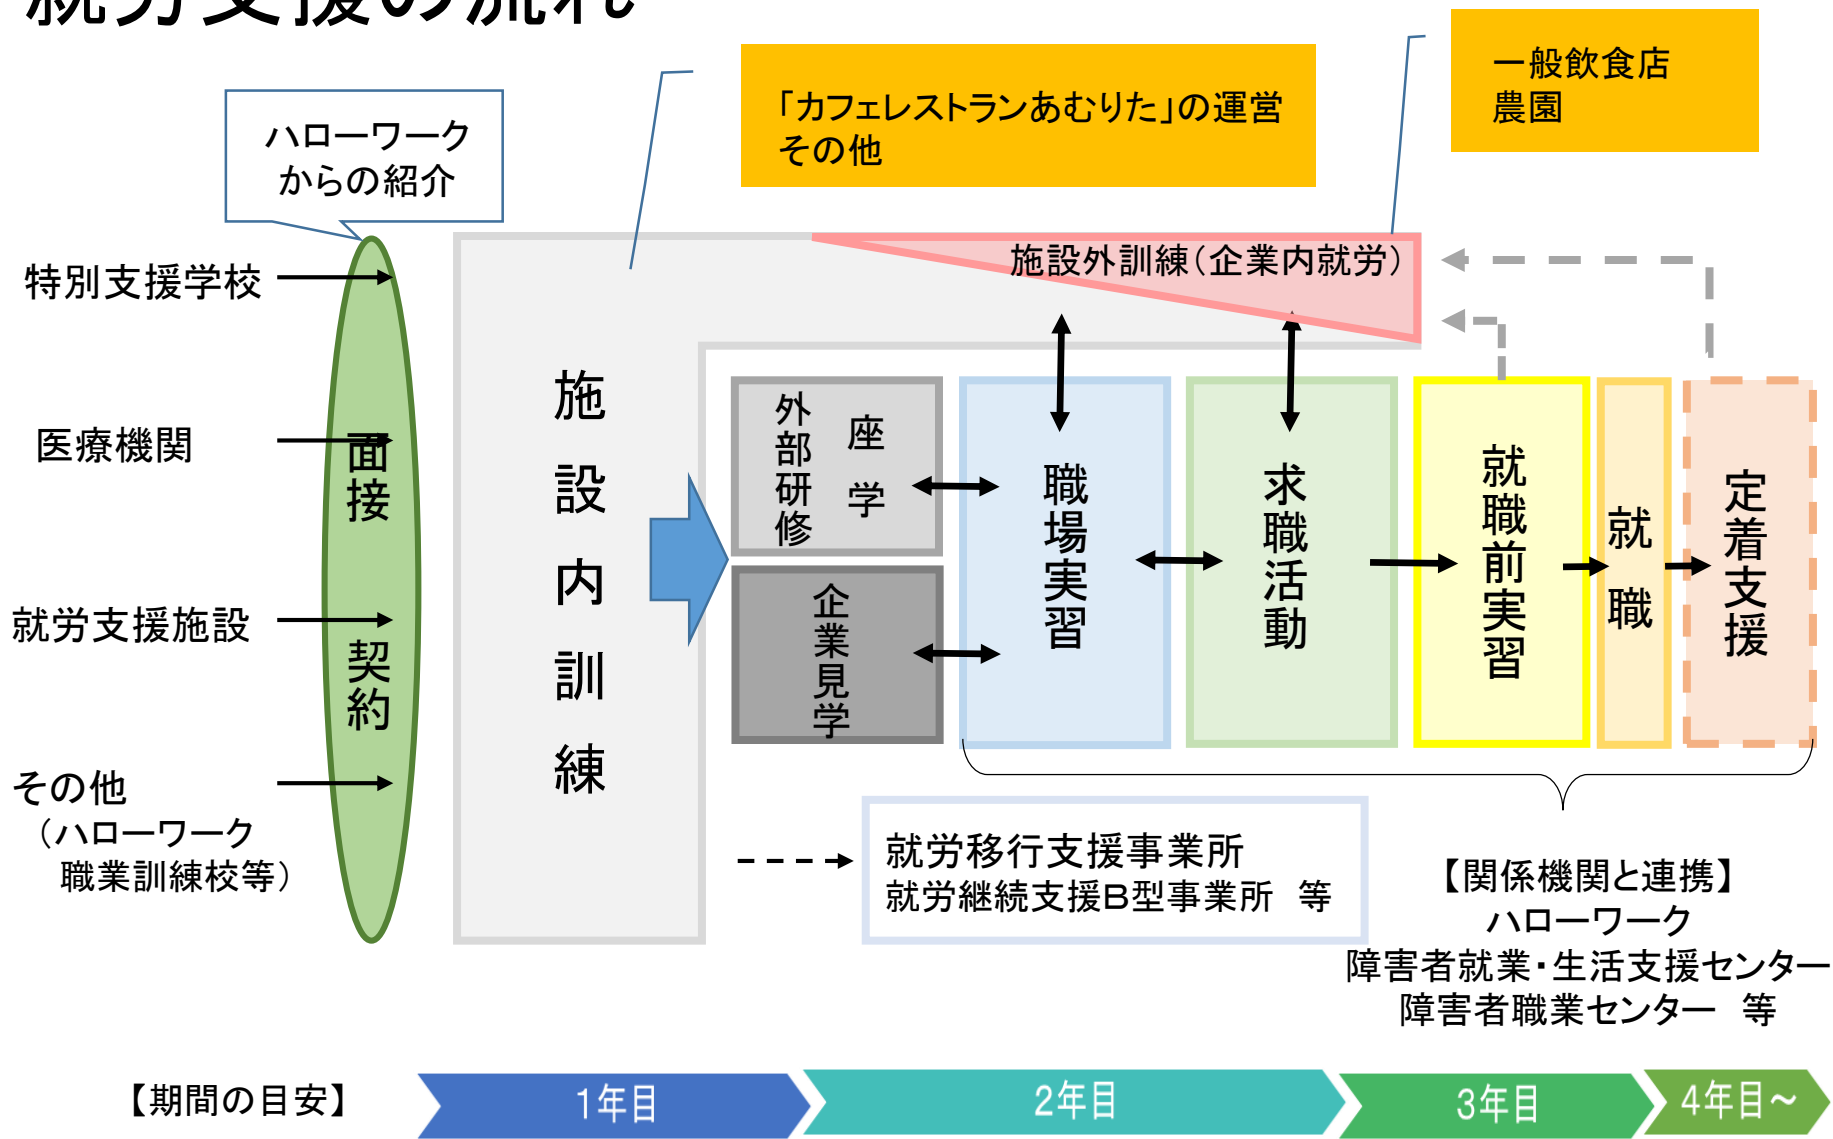 就労支援の流れ
一般飲食店
農園
「カフェレストランあむりた」の運営
その他
ハローワーク
からの紹介
施設外訓練（企業内就労）
特別支援学校
医療機関
就労支援施設
その他
（ハローワーク
職業訓練校等）
面接
契約
施設内訓練
座学
外部研修
企業見学
職場実習
求職活動
就職前実習
就職
定着支援
就労移行支援事業所
就労継続支援B型事業所　等
【関係機関と連携】
ハローワーク
障害者就業・生活支援センター
障害者職業センター　等
【期間の目安】
1年目
2年目
3年目
4年目～